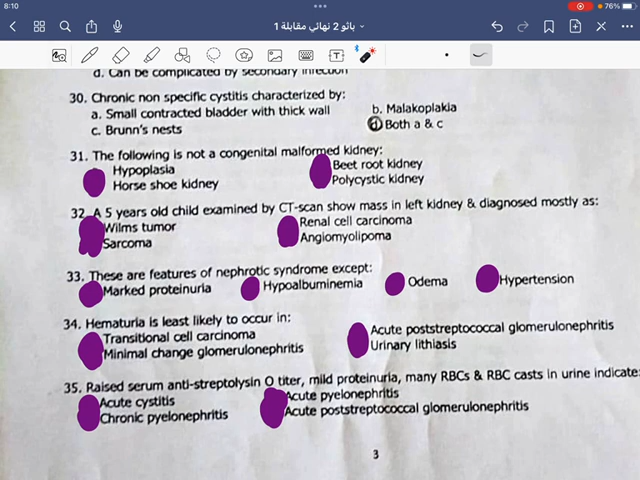 8:10
76%
باثو 2 نهائي مقابلة 1
d. Can be complicated by secondary infection
30. Chronic non specific cystitis characterized by:
a. Small contracted bladder with thick wall
b. Malakoplakia
c. Brunn's nests
d Both a & c
31. The following is not a congenital malformed kidney:
Hypoplasia
Beet root kidney
Horse shoe kidney
Polycystic kidney
32. A 5 years old child examined by CT-scan show mass in left kidney & diagnosed mostly as:
Wilms tumor
Renal cell carcinoma
Sarcoma
Angiomyolipoma
33. These are features of nephrotic syndrome except:
Marked proteinuria
Hypoalbuminemia
Odema
Hypertension
34. Hematuria is least likely to occur in:
Transitional cell carcinoma
Acute poststreptococcal glomerulonephritis
Minimal change glomerulonephritis
Urinary lithiasis
35. Raised serum anti-streptolysin O titer, mild proteinuria, many RBCs & RBC casts in urine indicate:
Acute cystitis
Acute pyelonephritis
Chronic pyelonephritis
Acute poststreptococcal glomerulonephritis
3